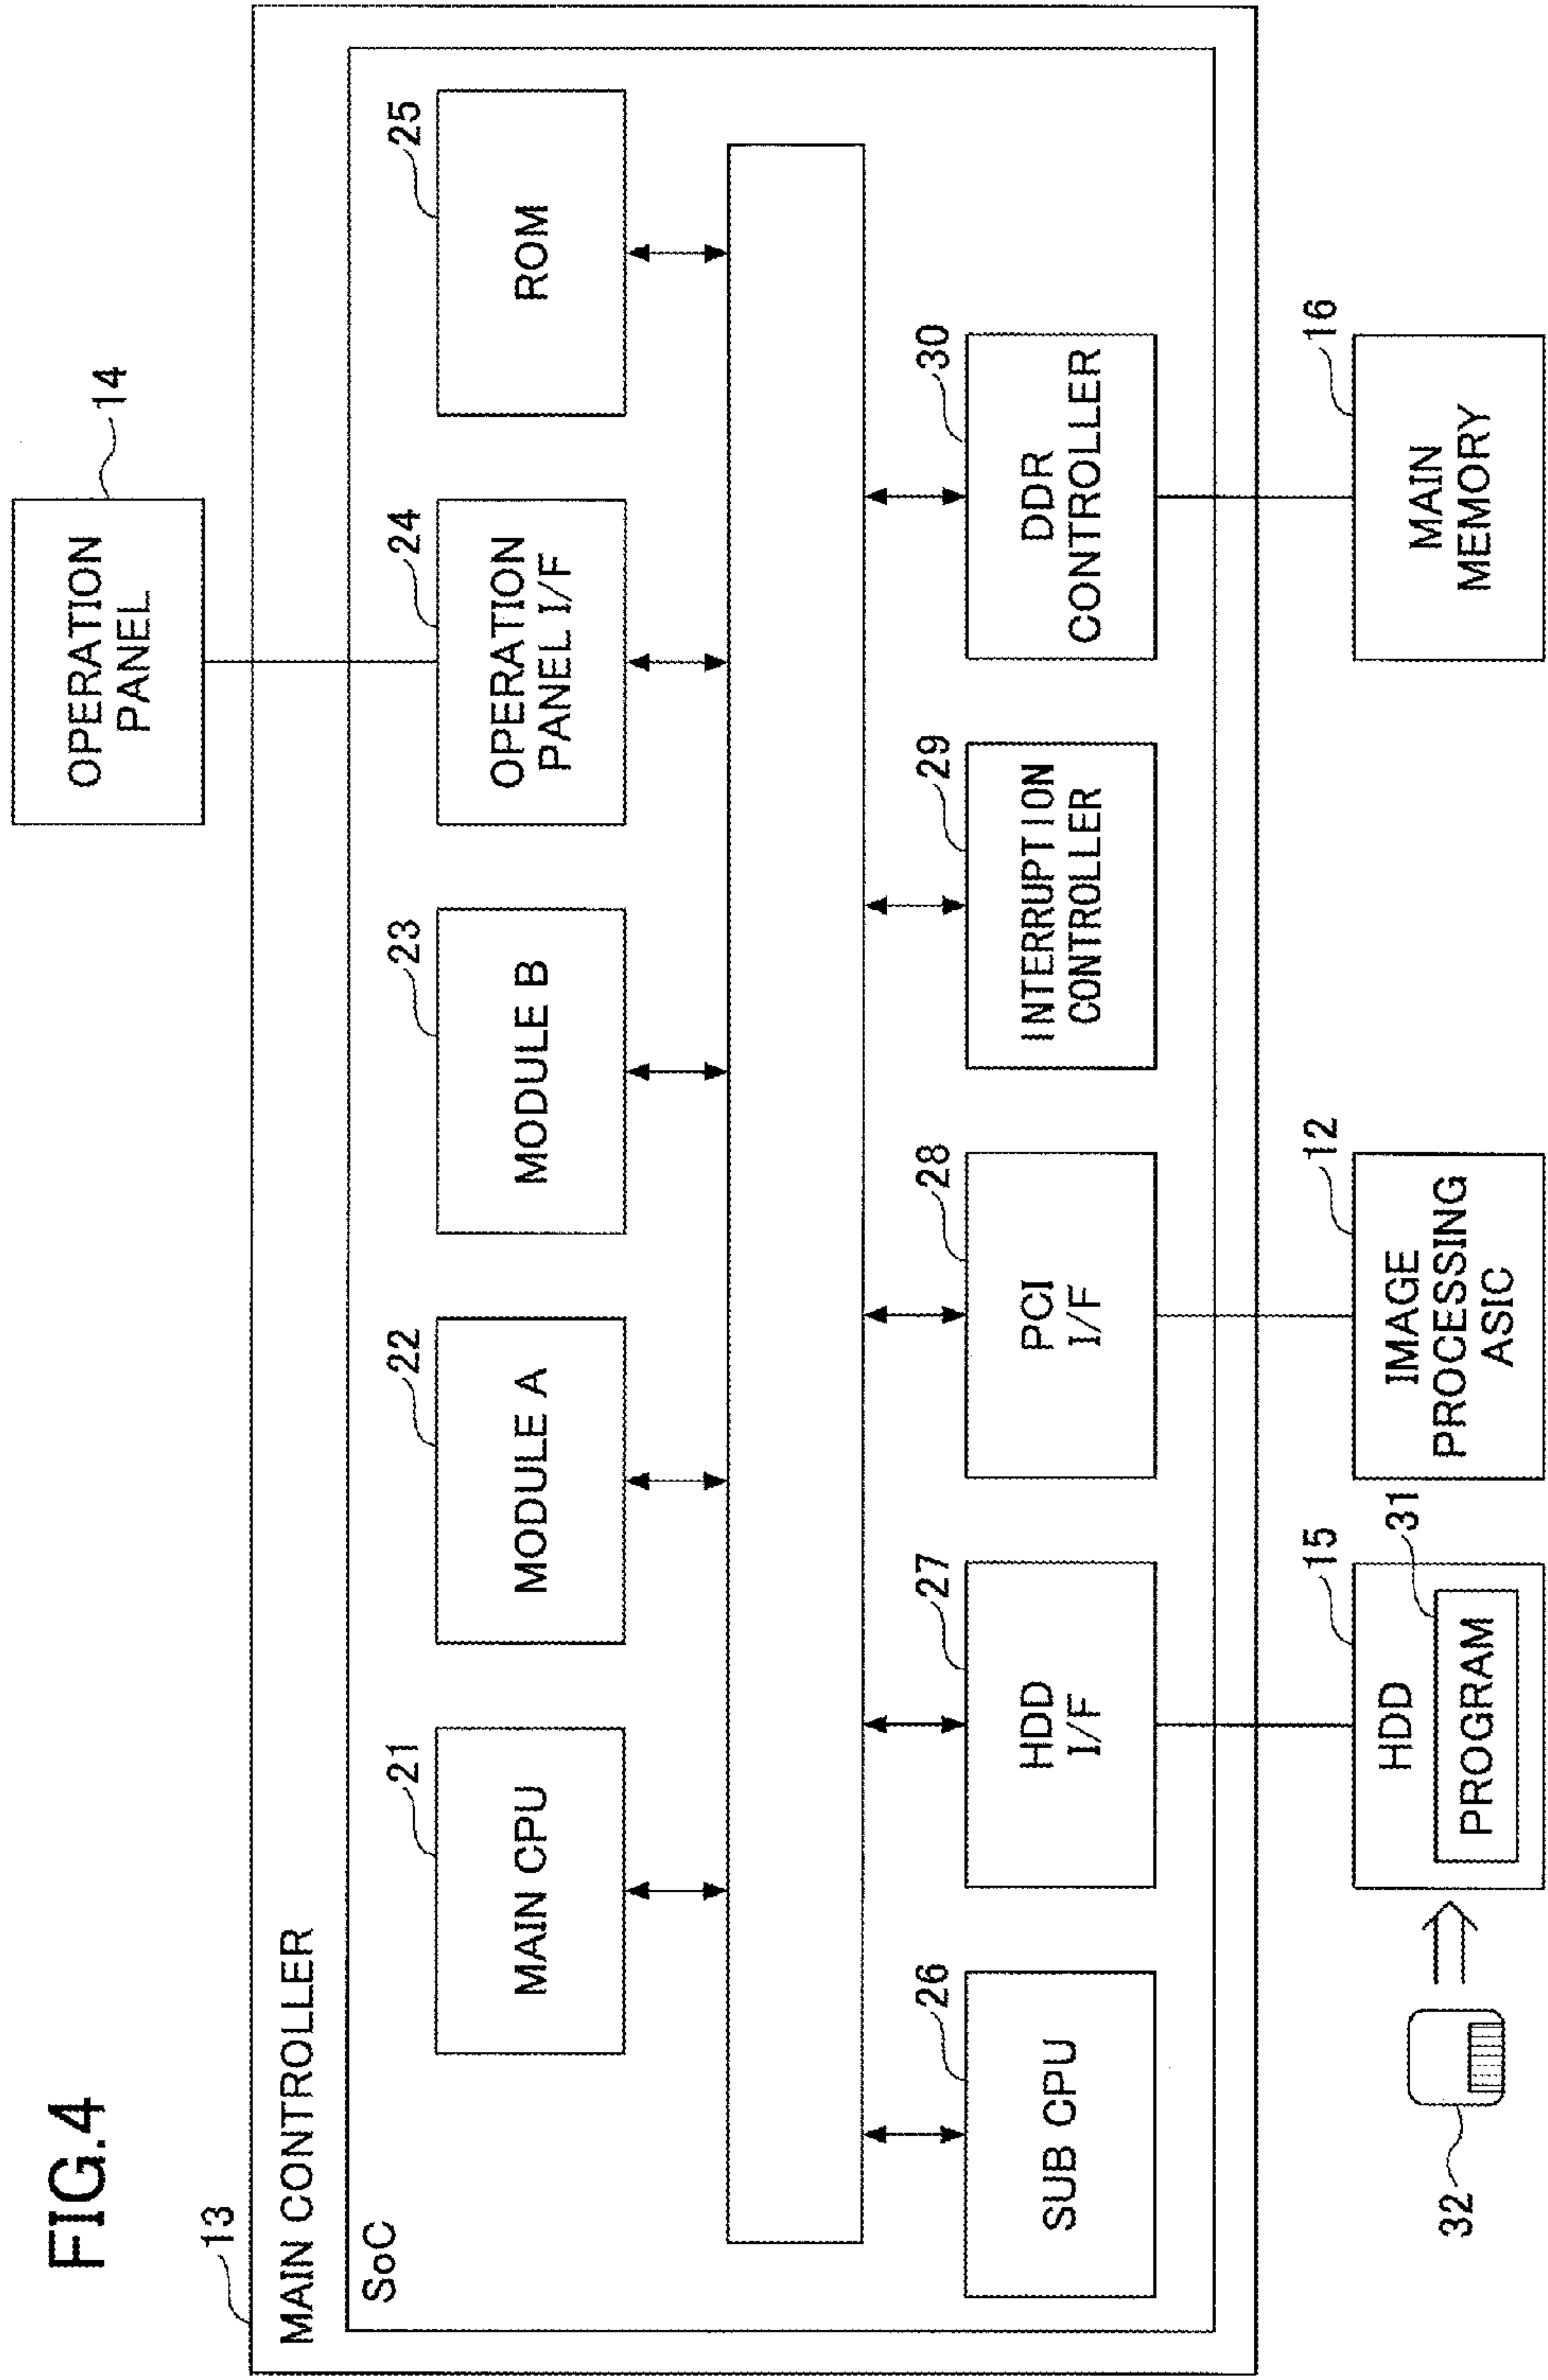 FIG.4
14
OPERATION
PANEL
13
MAIN CONTROLLER
SoC
21
MAIN CPU
22
MODULE A
23
MODULE B
24
OPERATION
PANEL I/F
25
ROM
26
SUB CPU
27
HDD
I/F
28
PCI
I/F
29
INTERRUPTION
CONTROLLER
30
DDR
CONTROLLER
32
15
HDD
31
PROGRAM
12
IMAGE
PROCESSING
ASIC
16
MAIN
MEMORY